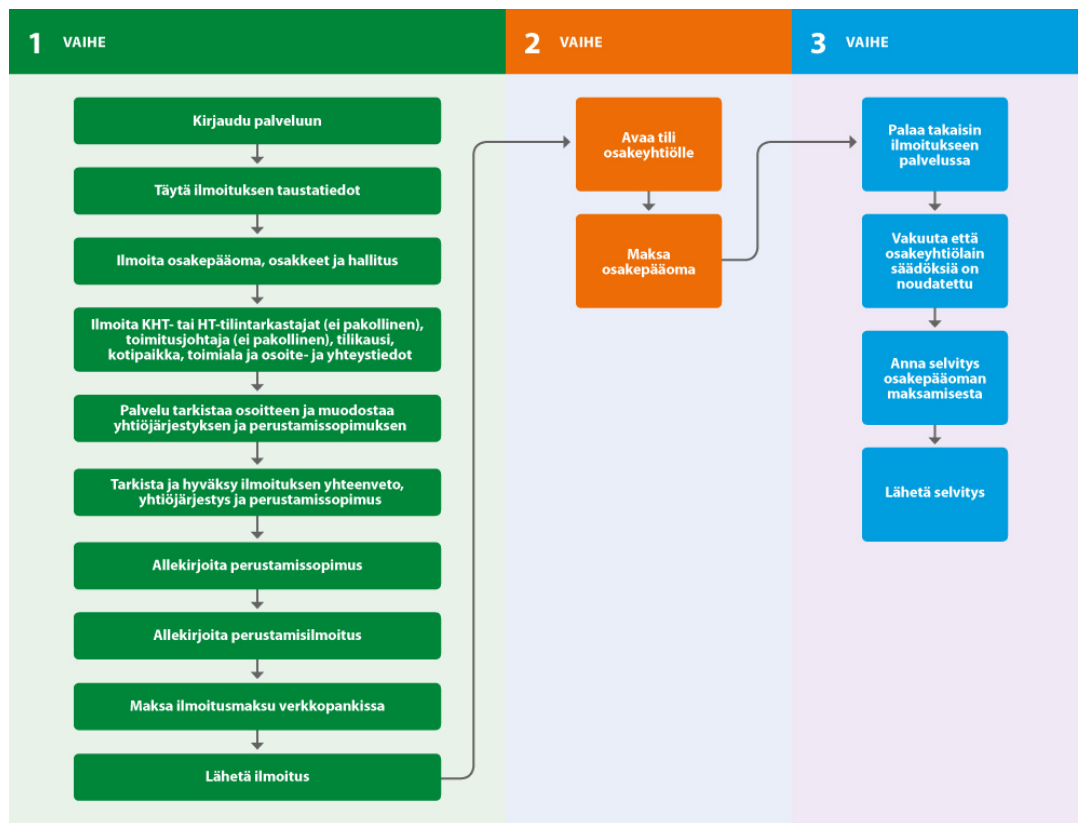 1 VAIHE
Kirjaudu palveluun
Täytä ilmoituksen taustatiedot
Ilmoita osakepääoma, osakkeet ja hallitus
Ilmoita KHT- tai HT-tilintarkastajat (ei pakollinen),
toimitusjohtaja (ei pakollinen), tilikausi,
kotipaikka, toimiala ja osoite- ja yhteystiedot
Palvelu tarkistaa osoitteen ja muodostaa
yhtiöjärjestyksen ja perustamissopimuksen
Tarkista ja hyväksy ilmoituksen yhteenveto,
yhtiöjärjestys ja perustamissopimus
Allekirjoita perustamissopimus
Allekirjoita perustamisilmoitus
Maksa ilmoitusmaksu verkkopankissa
Lähetä ilmoitus
2 VAIHE
Avaa tili
osakeyhtiölle
Maksa
osakepääoma
3 VAIHE
Palaa takaisin
ilmoitukseen
palvelussa
Vakuuta että
osakeyhtiölain
säädöksiä on
noudatettu
Anna selvitys
osakepääoman
maksamisesta
Lähetä selvitys